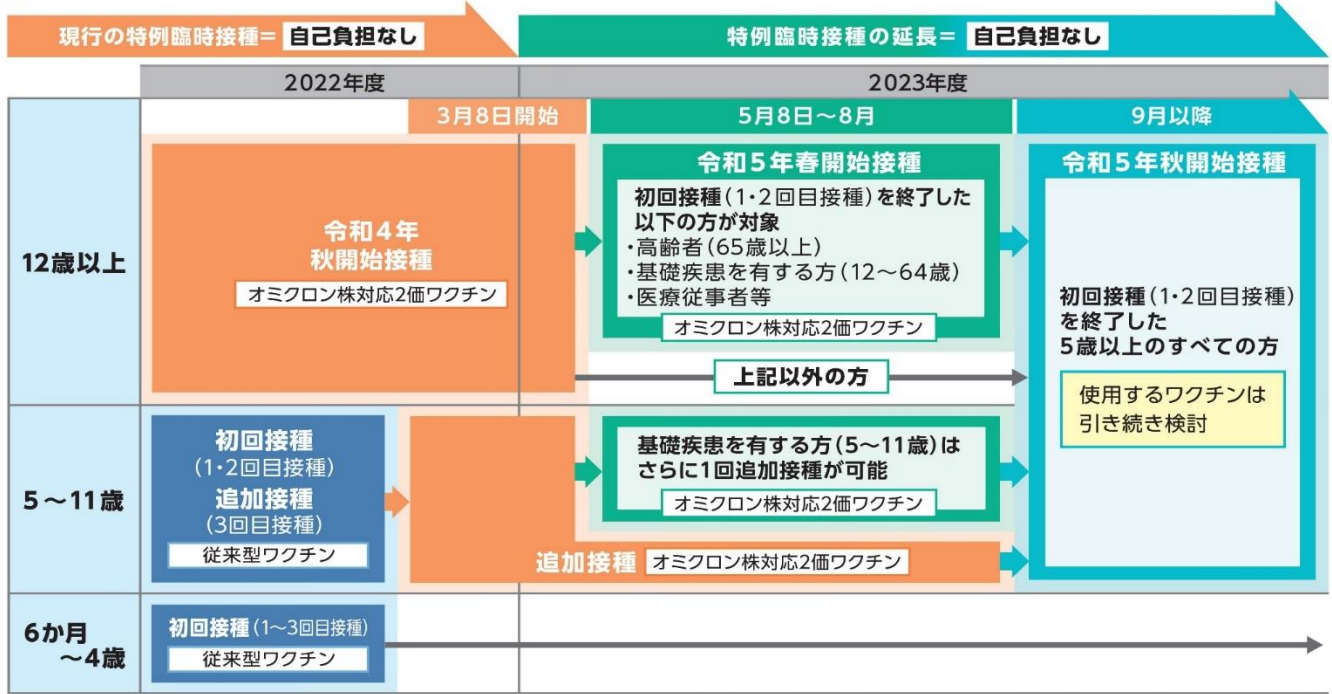 現行の特例臨時接種= 自己負担なし
特例臨時接種の延長= 自己負担なし
2022年度
2023年度
3月8日開始
5月8日～8月
9月以降
12歳以上
令和4年
秋開始接種
オミクロン株対応2価ワクチン
令和5年春開始接種
初回接種(1・2回目接種)を終了した
以下の方が対象
・高齢者(65歳以上)
・基礎疾患を有する方(12～64歳)
・医療従事者等
オミクロン株対応2価ワクチン
上記以外の方
令和5年秋開始接種
初回接種(1・2回目接種)
を終了した
5歳以上のすべての方
使用するワクチンは
引き続き検討
5～11歳
初回接種
(1・2回目接種)
追加接種
(3回目接種)
従来型ワクチン
基礎疾患を有する方(5～11歳)は
さらに1回追加接種が可能
オミクロン株対応2価ワクチン
追加接種 オミクロン株対応2価ワクチン
6か月
～4歳
初回接種(1～3回目接種)
従来型ワクチン